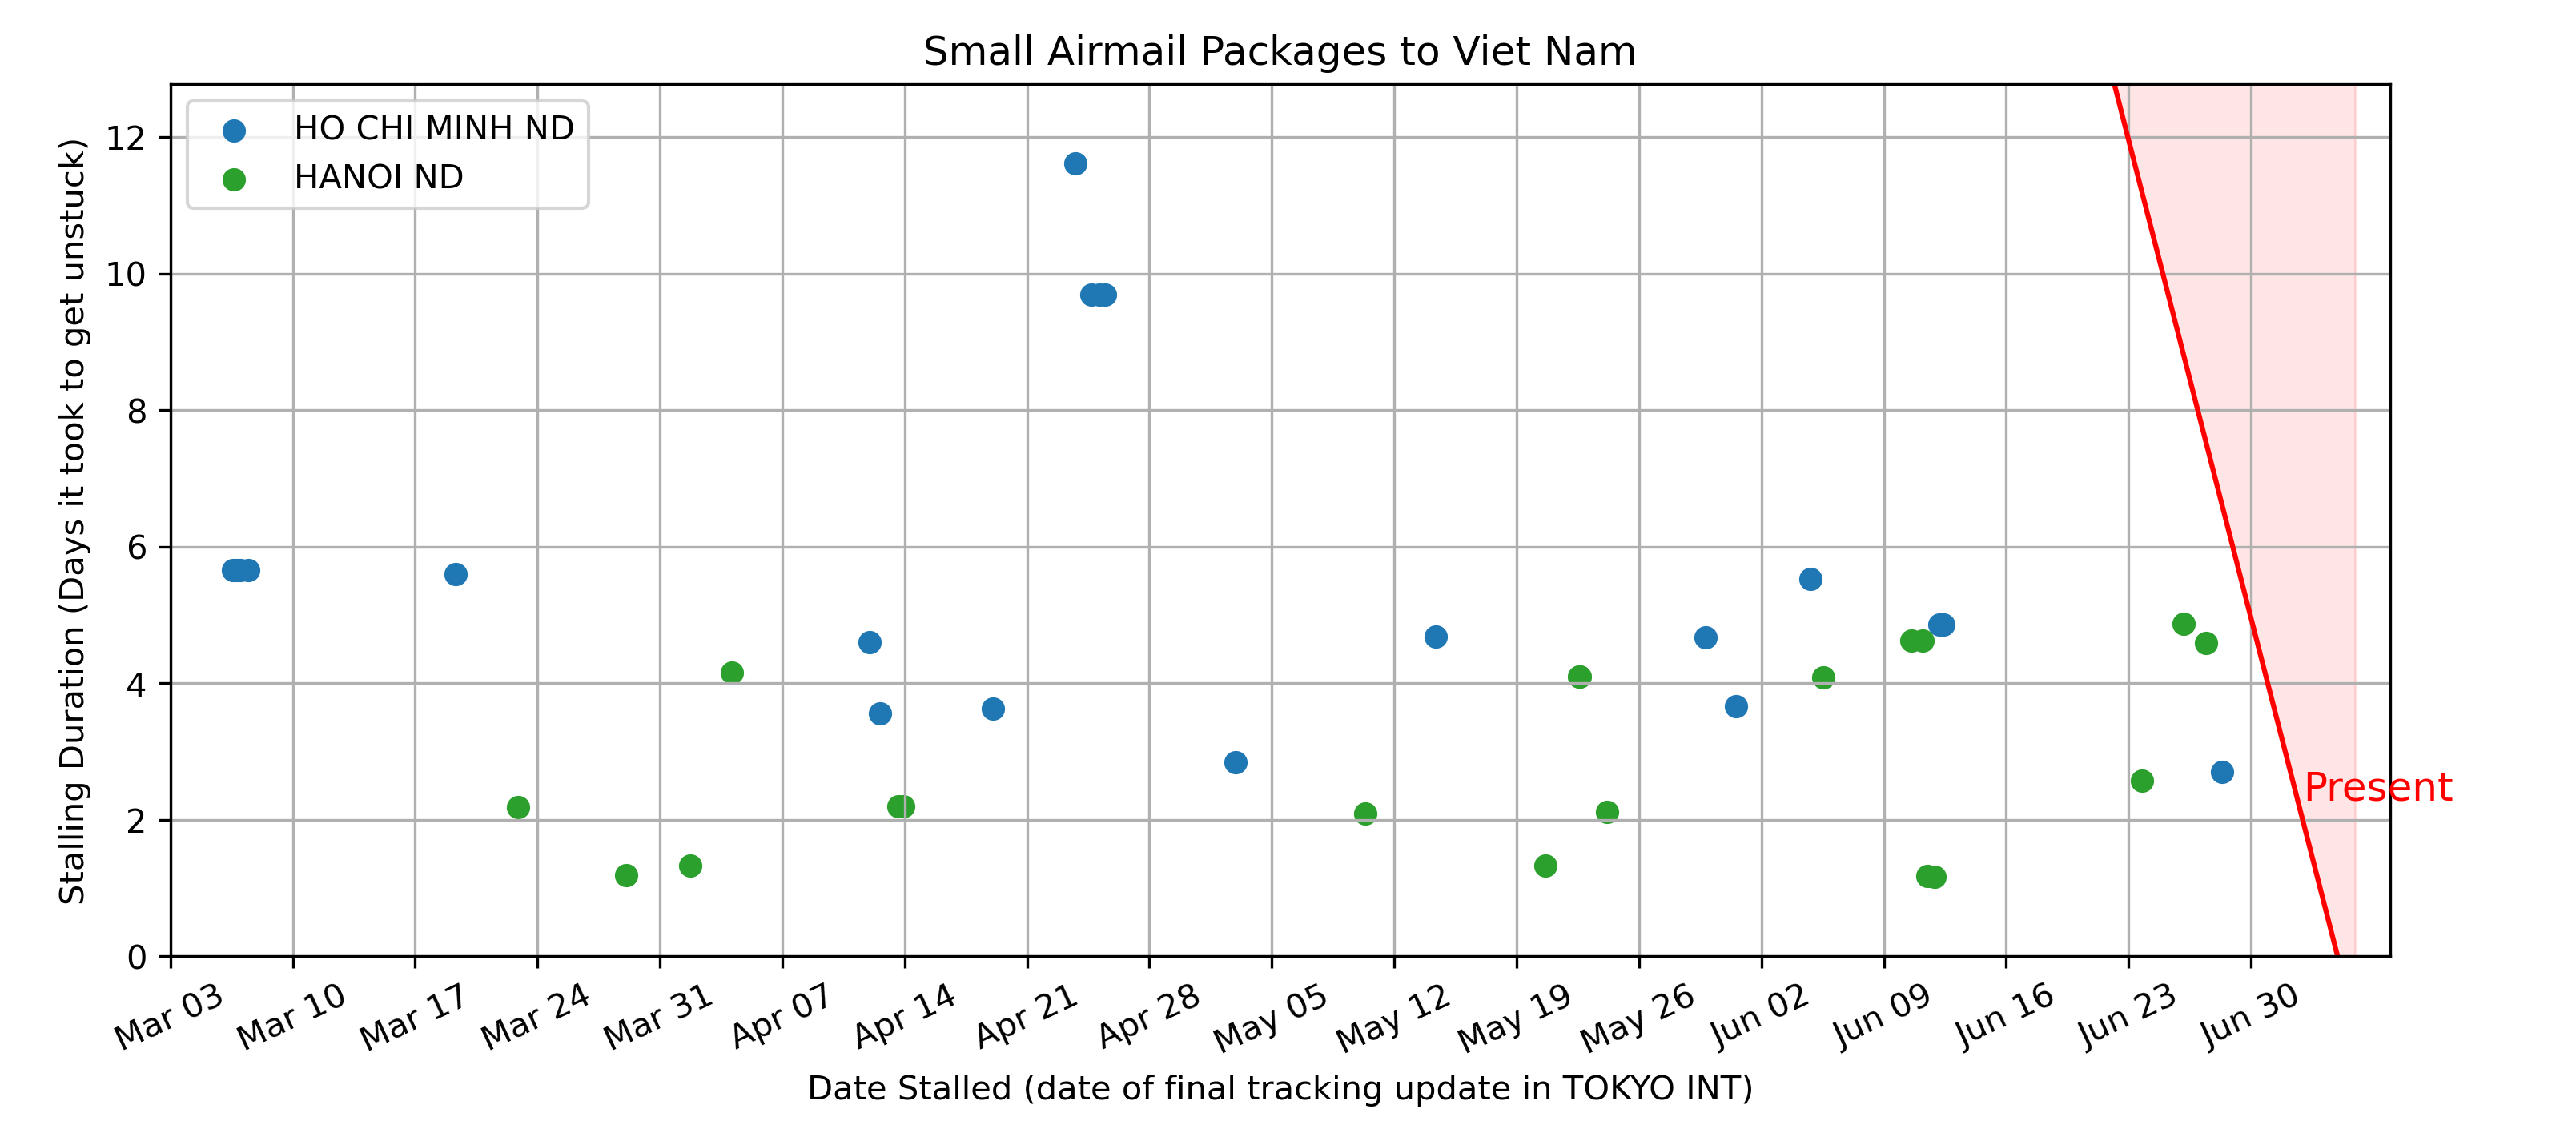 Small Airmail Packages to Viet Nam
HO CHI MINH ND
HANOI ND
Stalling Duration (Days it took to get unstuck)
12
10
8
6
4
2
0
Present
Mar 03
Mar 10
Mar 17
Mar 24
Mar 31
Apr 07
Apr 14
Apr 21
Apr 28
May 05
May 12
May 19
May 26
Jun 02
Jun 09
Jun 16
Jun 23
Jun 30
Date Stalled (date of final tracking update in TOKYO INT)